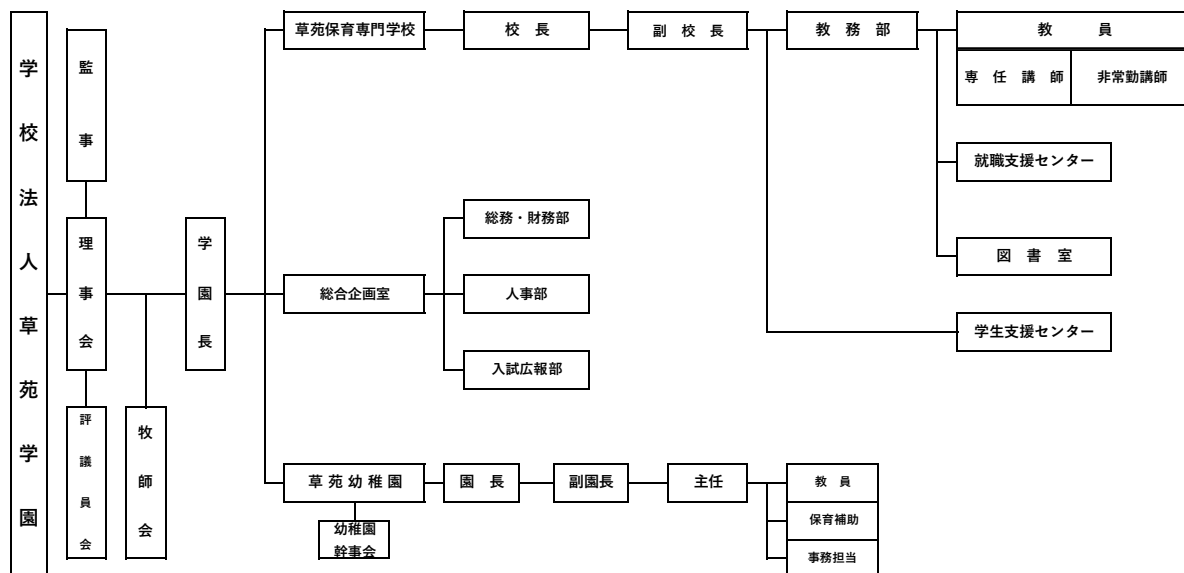 学校法人草苑学園
監事
理事会
評議員会
牧師会
学園長
草苑保育専門学校
校 長
副 校 長
教 務 部
教 員
専 任 講 師
非常勤講師
就職支援センター
図 書 室
学生支援センター
総合企画室
総務・財務部
人事部
入試広報部
草 苑 幼 稚 園
園 長
副園長
主任
教 員
保育補助
事務担当
幼稚園
幹事会